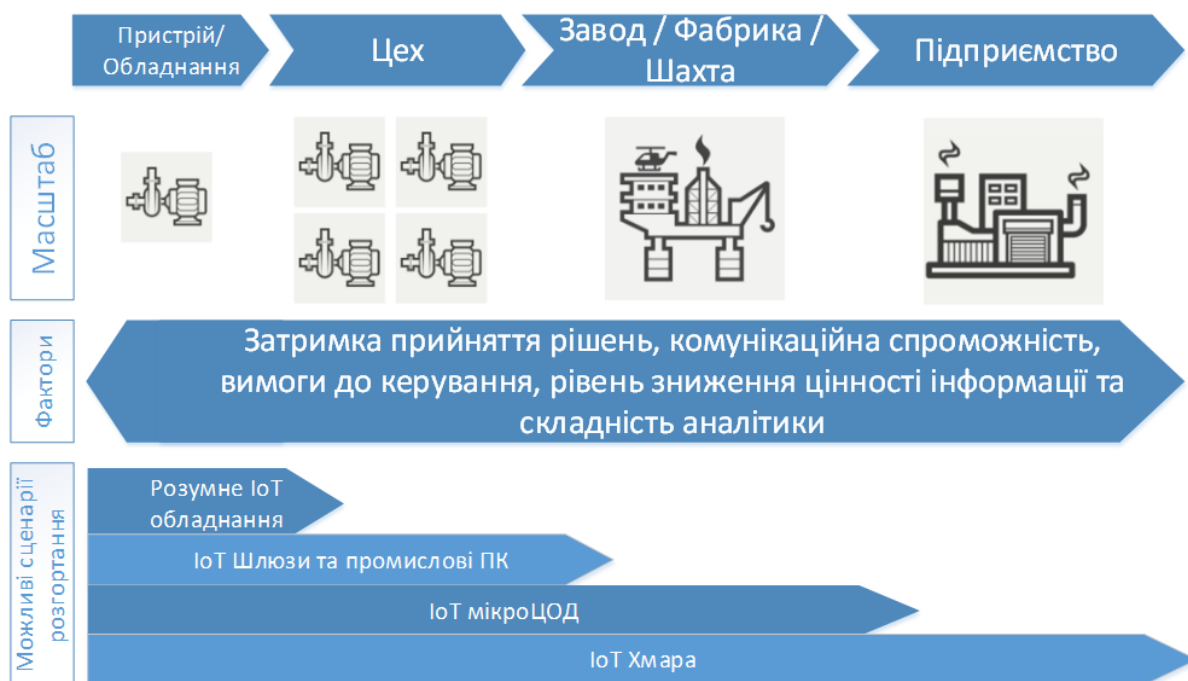 Пристрій/
Обладнання
Цех
Завод / Фабрика /
Шахта
Підприємство
Масштаб
Фактори
Затримка прийняття рішень, комунікаційна спроможність,
вимоги до керування, рівень зниження цінності інформації та
складність аналітики
Можливі сценарії
розгортання
Розумне IoT
обладнання
IoT Шлюзи та промислові ПК
IoT мікроЦОД
IoT Хмара